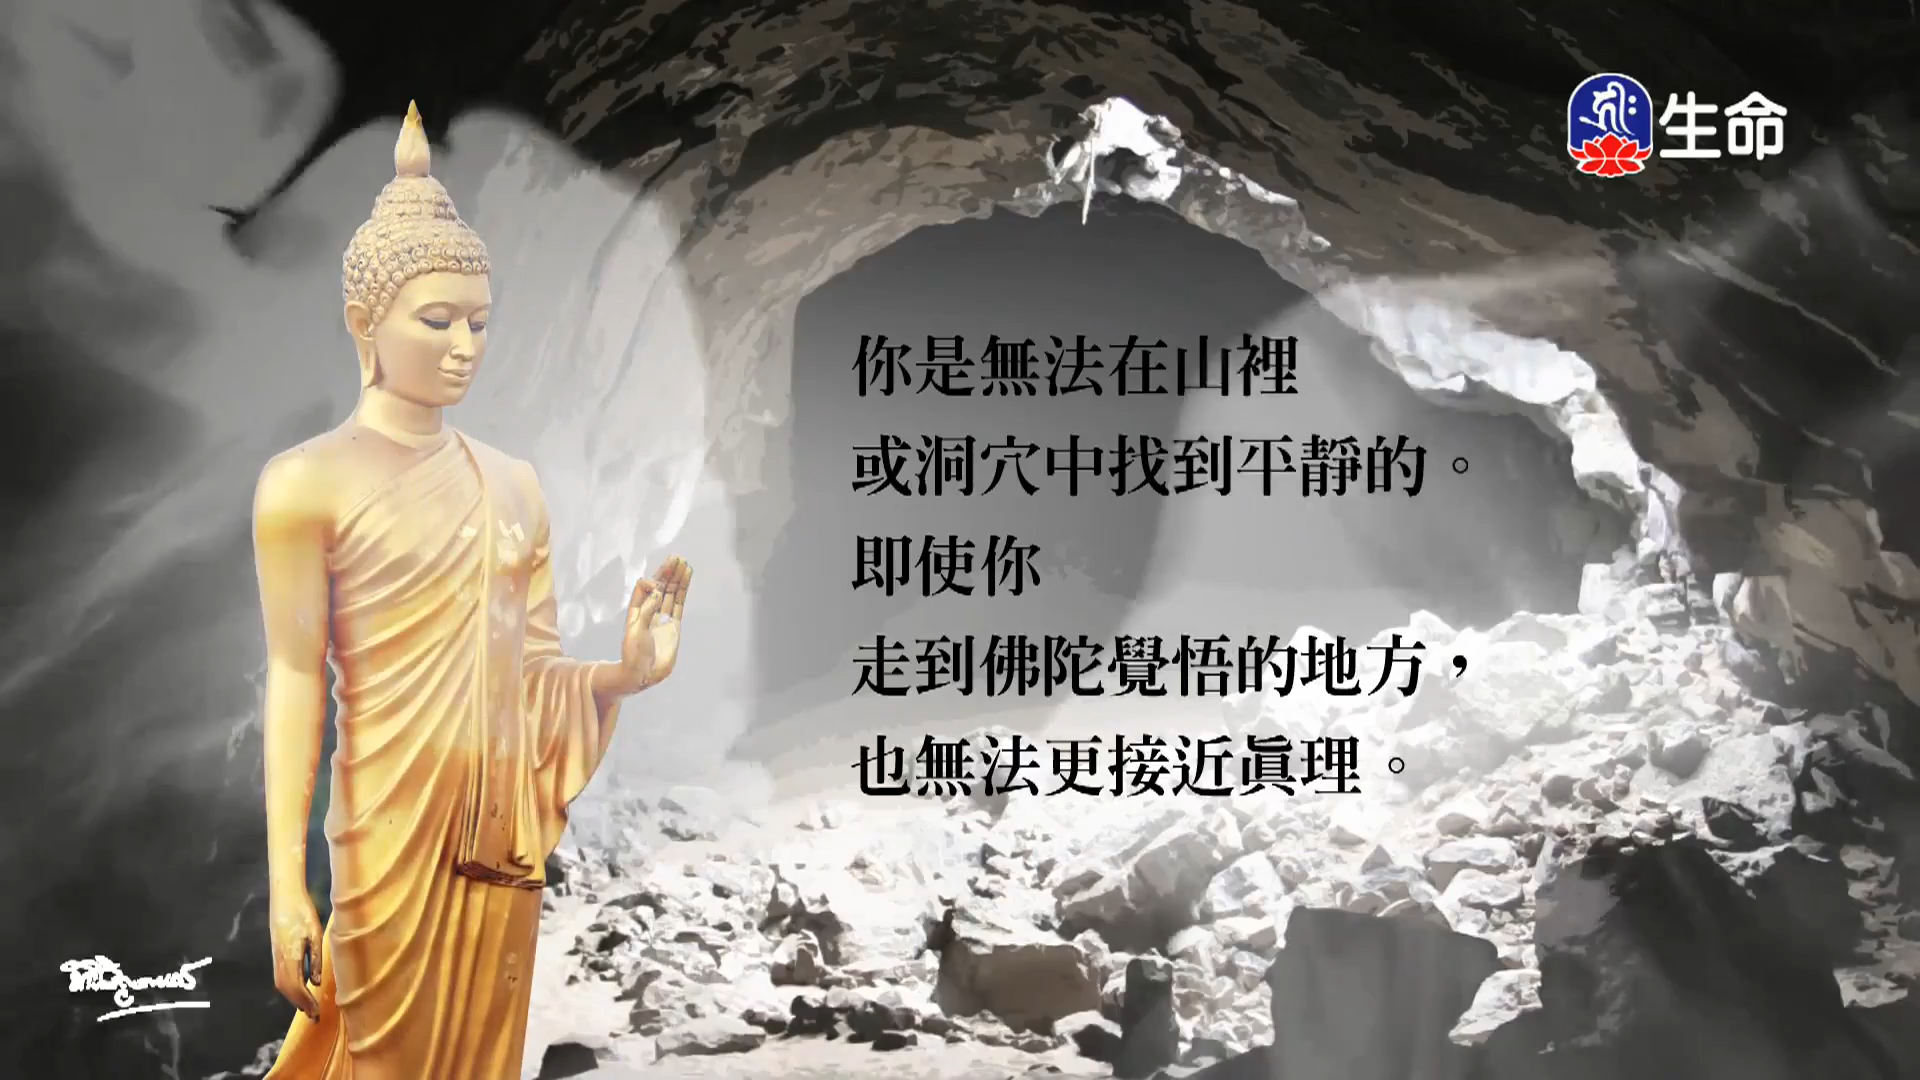 生命
你是無法在山裡
或洞穴中找到平靜的。
即使你
走到佛陀覺悟的地方，
也無法更接近眞理。